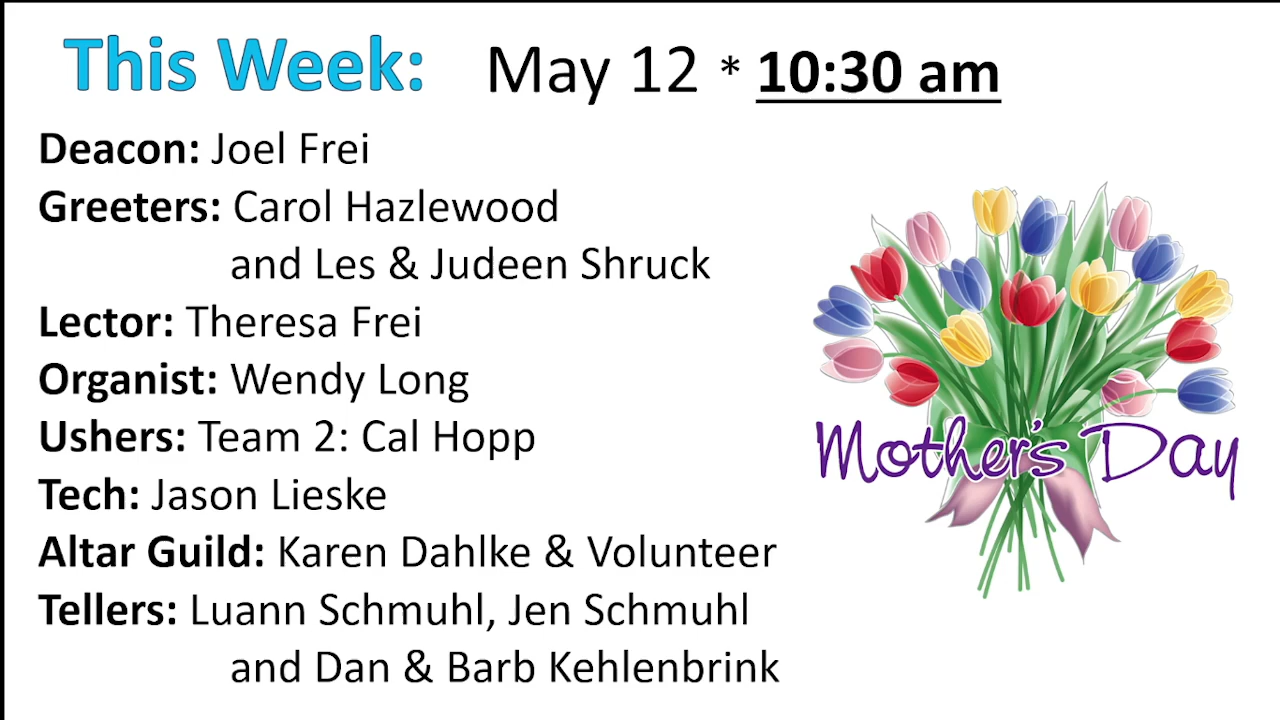 This Week: May 12 * 10:30 am
Deacon: Joel Frei
Greeters: Carol Hazlewood
and Les & Judeen Shruck
Lector: Theresa Frei
Organist: Wendy Long
Ushers: Team 2: Cal Hopp
Tech: Jason Lieske
Altar Guild: Karen Dahlke & Volunteer
Tellers: Luann Schmuhl, Jen Schmuhl
and Dan & Barb Kehlenbrink
Mother's Day